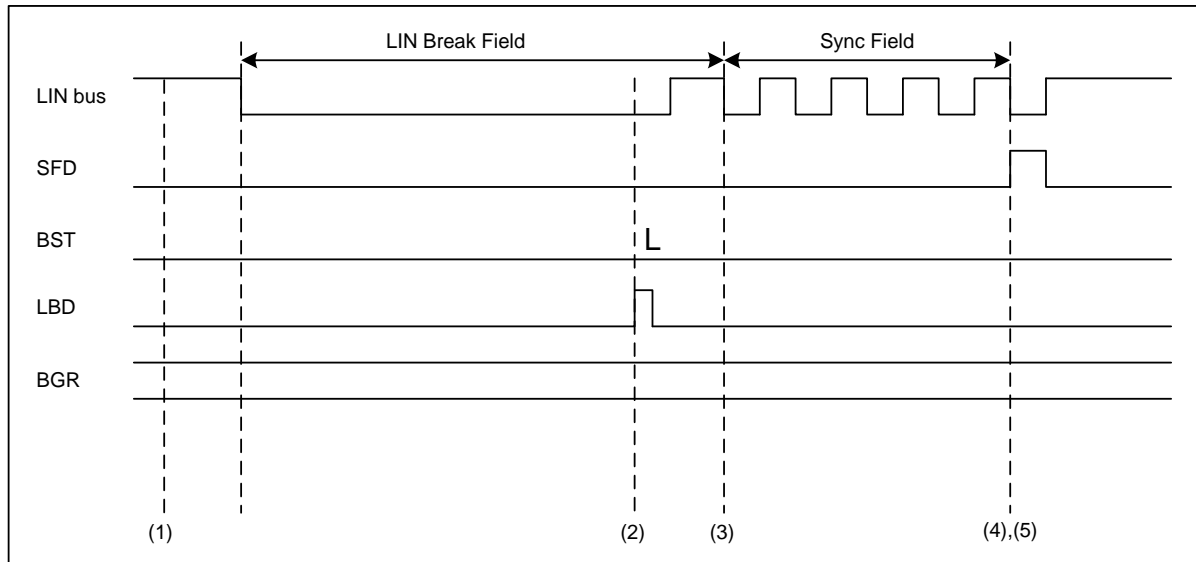 LIN Break Field
Sync Field
LIN bus
SFD
BST
L
LBD
BGR
(1)
(2)
(3)
(4),(5)